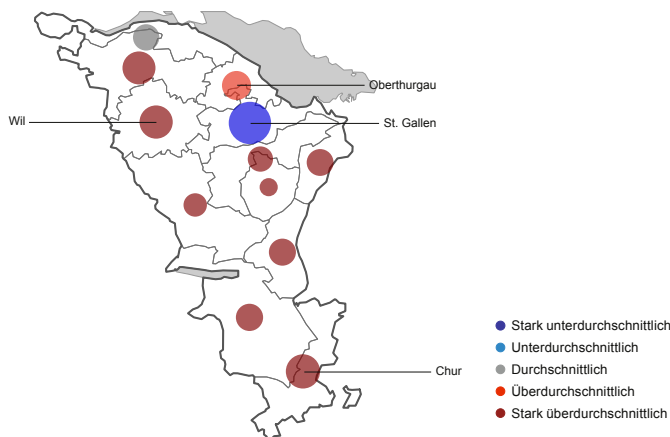 Oberthurgau
Wil
St. Gallen
Chur
Stark unterdurchschnittlich
Unterdurchschnittlich
Durchschnittlich
Überdurchschnittlich
Stark überdurchschnittlich